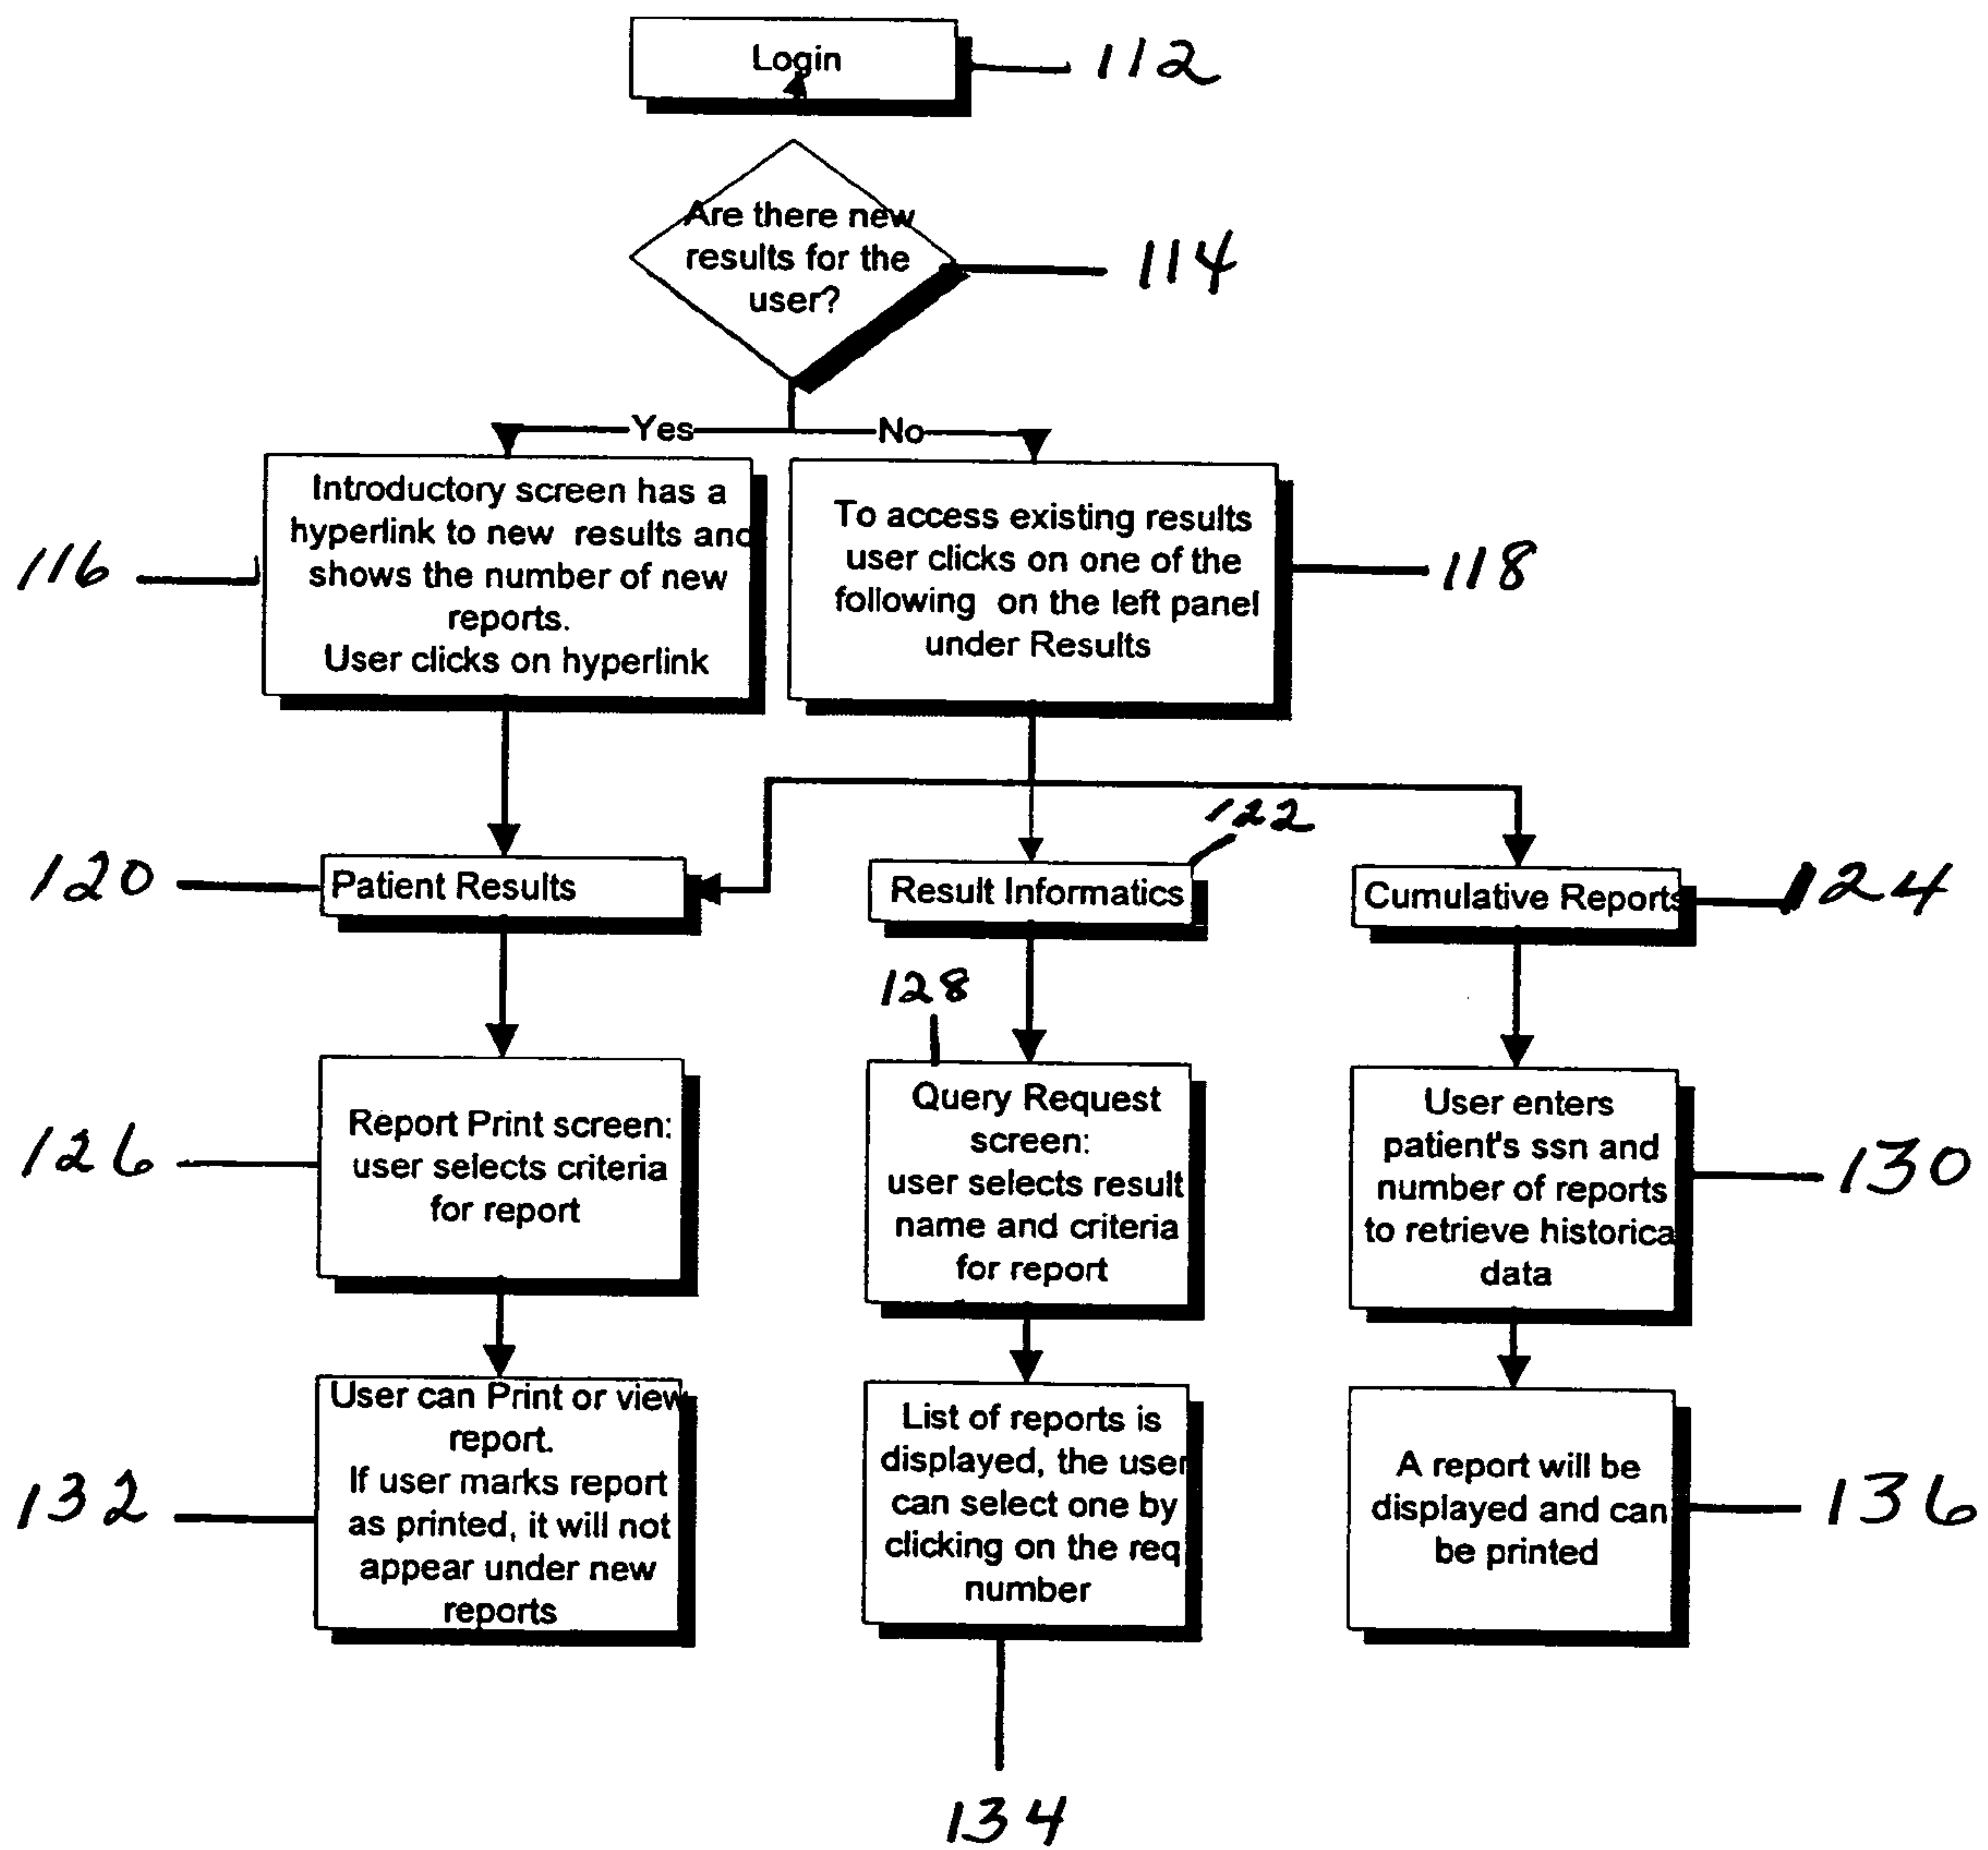 Login
112
Are there new
results for the
user?
114
Yes
No
Introductory screen has a
hyperlink to new results and
shows the number of new
reports.
User clicks on hyperlink
116
To access existing results
user clicks on one of the
following on the left panel
under Results
118
122
120
Patient Results
Result Informatics
Cumulative Reports
124
128
126
Report Print screen:
user selects criteria
for report
Query Request
screen:
user selects result
name and criteria
for report
User enters
patient's ssn and
number of reports
to retrieve historica
data
130
132
User can Print or view
report.
If user marks report
as printed, it will not
appear under new
reports
List of reports is
displayed, the user
can select one by
clicking on the req
number
A report will be
displayed and can
be printed
136
134